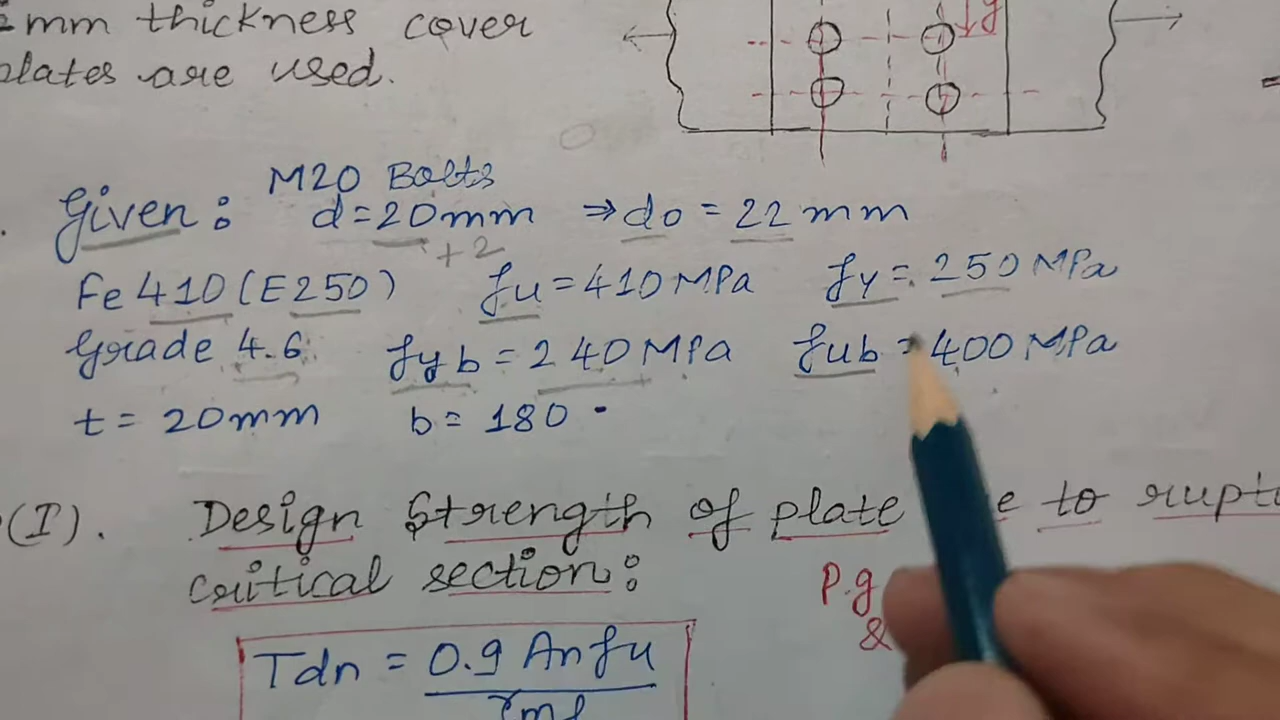 mm thickness cover
plates are used.
g
M20 Bolts
Given: d=20mm ⇒ do = 22 mm
+2
Fe 410 (E250) fu = 410 MPa fy = 250 MPa
Grade 4.6 fyb = 240 MPa fub = 400 MPa
t = 20mm b = 180
(I). Design Strength of plate to
critical section:
P.g
&
Tdn = 0.9 An fu